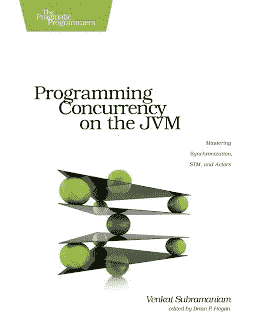 The
Pragmatic
Programmers
Programming
Concurrency
on the JVM
Mastering
Synchronization,
STM, and Actors
Venkat Subramaniam
edited by Brian P. Hogan